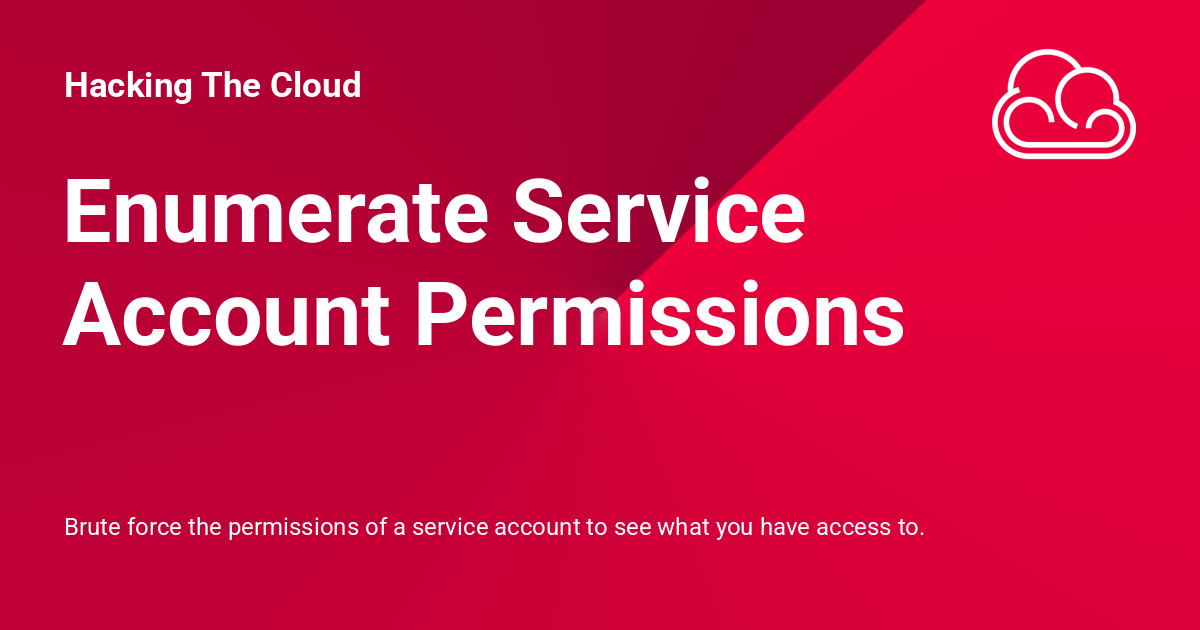 Hacking The Cloud
Enumerate Service
Account Permissions
Brute force the permissions of a service account to see what you have access to.